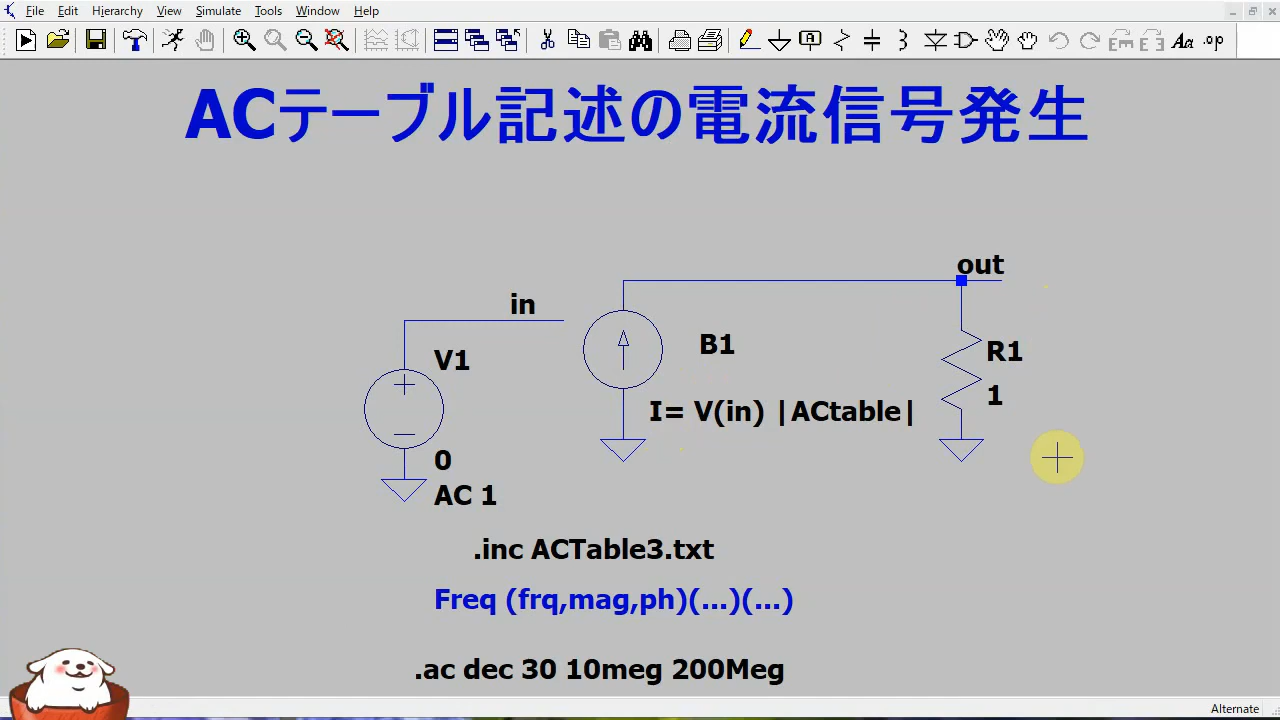 File Edit Hierarchy View Simulate Tools Window Help
ACテーブル記述の電流信号発生
out
in
B1
R1
V1
1
I= V(in) |ACtable|
0
AC 1
.inc ACTable3.txt
Freq (frq,mag,ph)(...)(...)
.ac dec 30 10meg 200Meg
Alternate